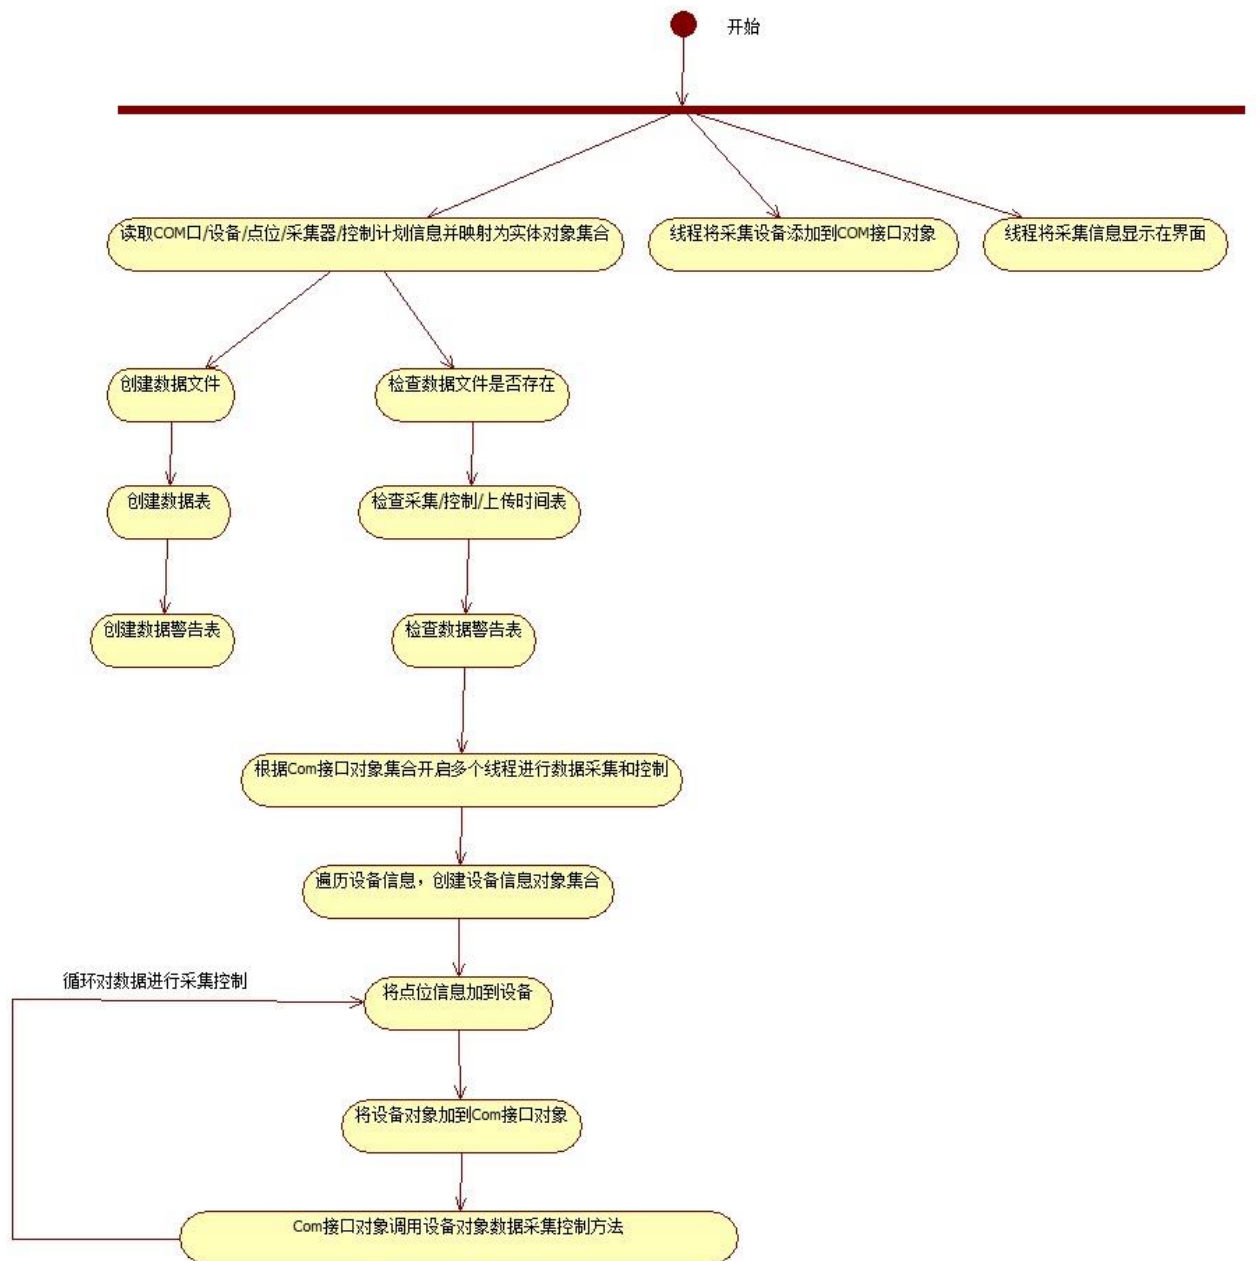 开始
读取COM口/设备/点位/采集器/控制计划信息并映射为实体对象集合
线程将采集设备添加到COM接口对象
线程将采集信息显示在界面
创建数据文件
检查数据文件是否存在
创建数据表
检查采集/控制/上传时间表
创建数据警告表
检查数据警告表
根据Com接口对象集合开启多个线程进行数据采集和控制
遍历设备信息，创建设备信息对象集合
循环对数据进行采集控制
将点位信息加到设备
将设备对象加到Com接口对象
Com接口对象调用设备对象数据采集控制方法